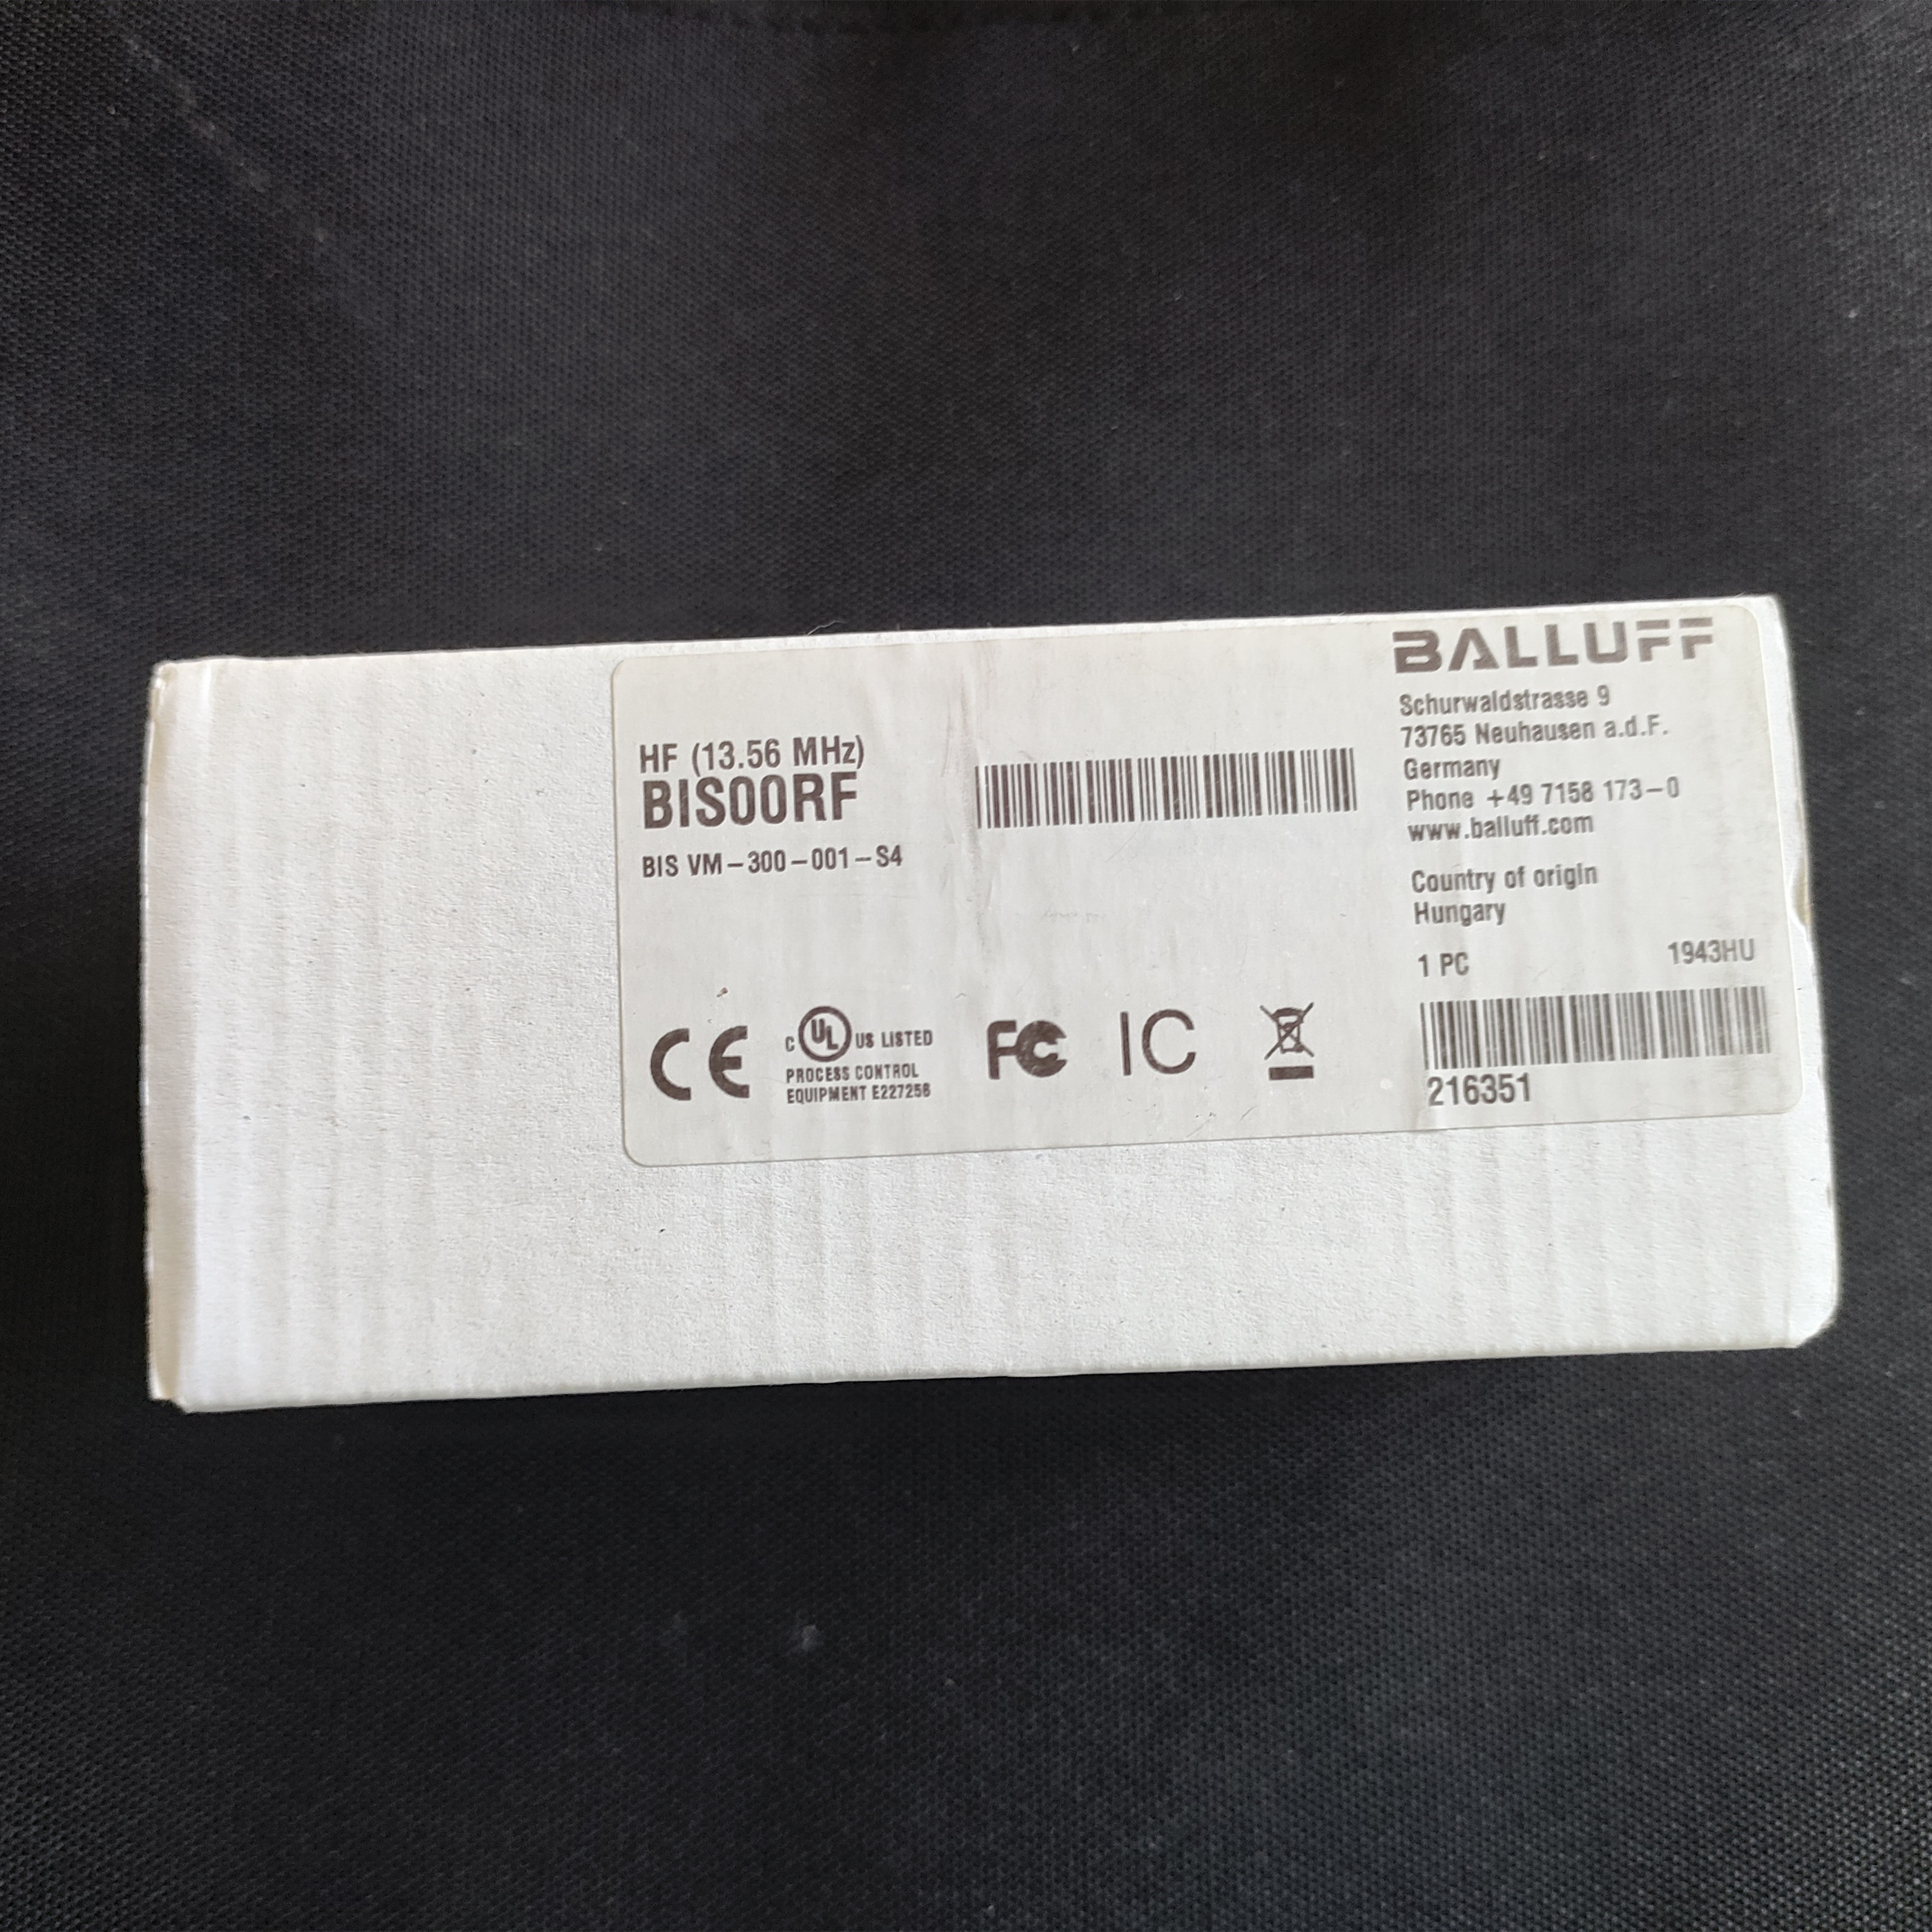 BALLUFF
Schurwaldstrasse 9
73765 Neuhausen a.d.F.
Germany
Phone +49 7158 173-0
www.balluff.com
Country of origin
Hungary
1 PC 1943HU
216351
HF (13.56 MHz)
BIS00RF
BIS VM-300-001-S4
CE
C UL US LISTED
PROCESS CONTROL
EQUIPMENT E227256
FC
IC